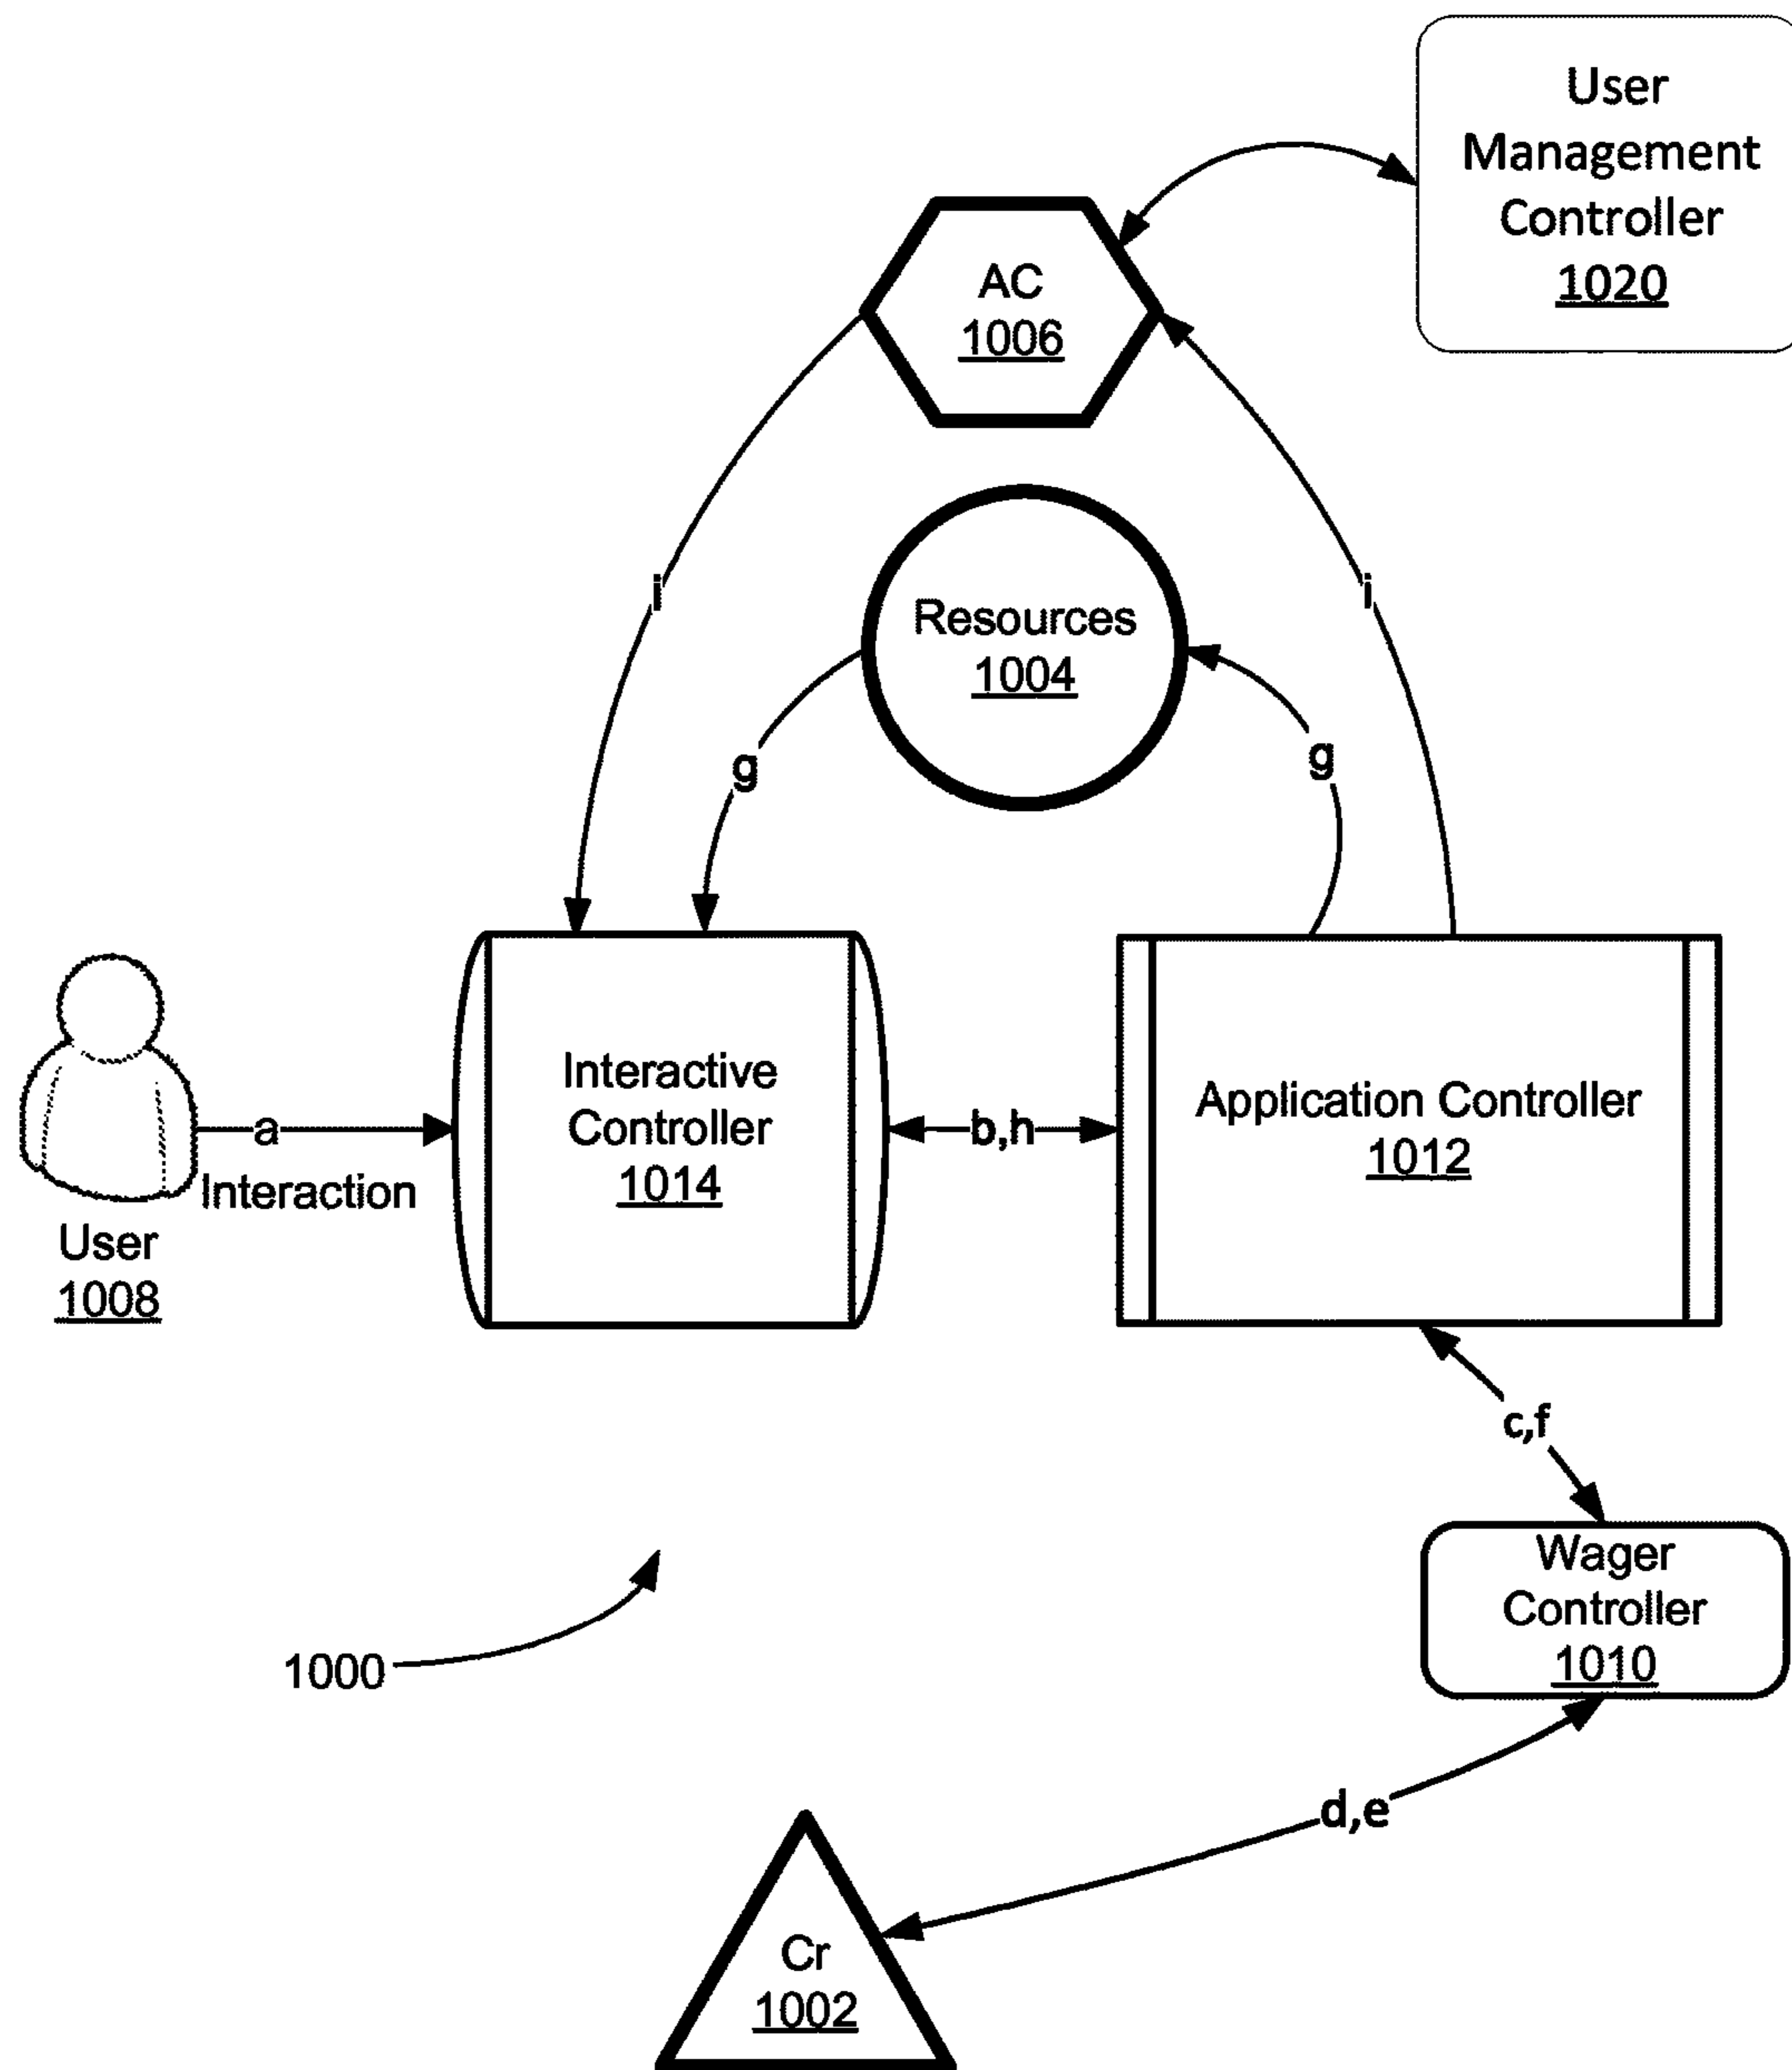 User
Management
Controller
1020
AC
1006
i
i
Resources
1004
g
g
Interactive
Controller
1014
Application Controller
1012
a
b,h
Interaction
User
1008
c,f
Wager
Controller
1010
1000
d,e
Cr
1002